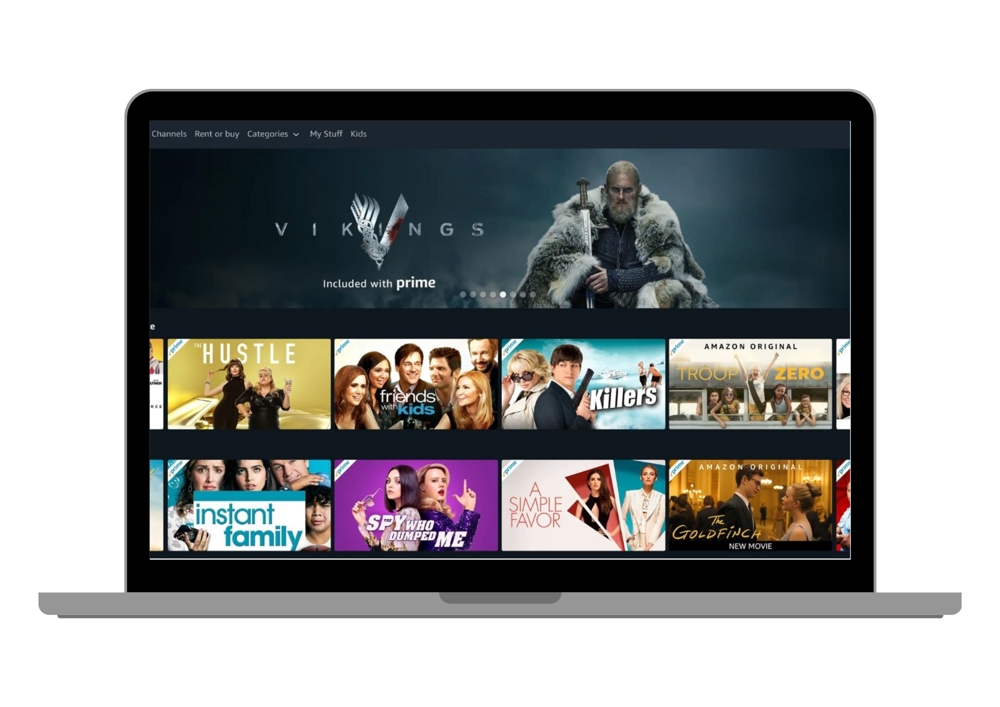 Channels Rent or buy Categories My Stuff Kids
VIKINGS
Included with prime
e
prime
THE HUSTLE
prime
friends
with kids
prime
Killers
prime
AMAZON ORIGINAL
TROOP ZERO
prime
LYNCH
RCE
prime
instant
family
prime
THE SPY WHO
DUMPED ME
prime
A
SIMPLE
FAVOR
prime
AMAZON ORIGINAL
The
GOLDFINCH
NEW MOVIE
prime